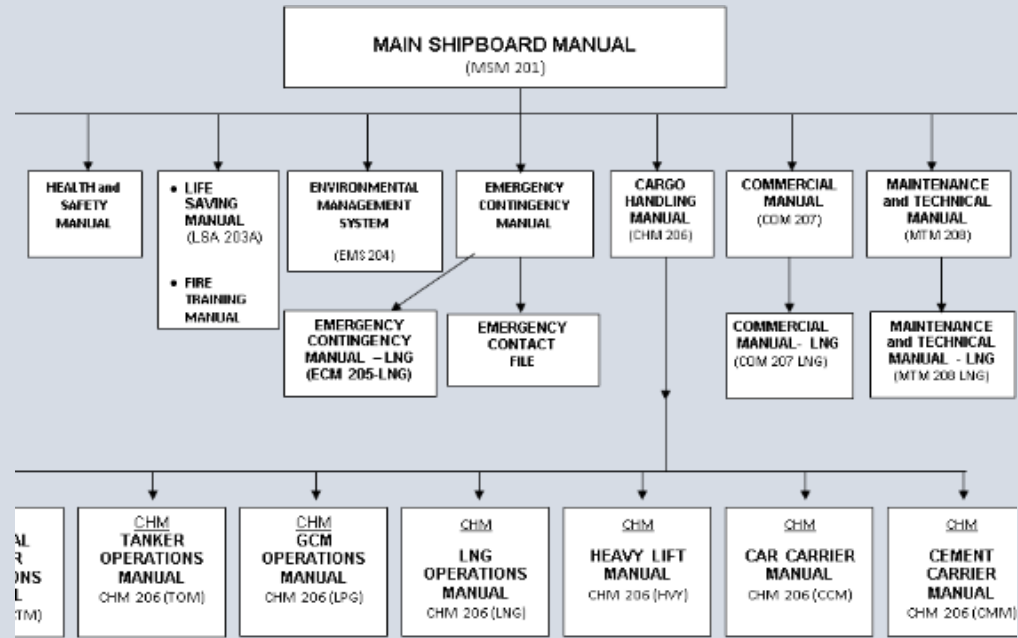 MAIN SHIPBOARD MANUAL
(MSM 201)
HEALTH and
SAFETY
MANUAL
• LIFE
SAVING
MANUAL
(LSA 203A)
• FIRE
TRAINING
MANUAL
ENVIRONMENTAL
MANAGEMENT
SYSTEM
(EMS 204)
EMERGENCY
CONTINGENCY
MANUAL
CARGO
HANDLING
MANUAL
(CHM 206)
COMMERCIAL
MANUAL
(COM 207)
MAINTENANCE
and TECHNICAL
MANUAL
(MTM 208)
EMERGENCY
CONTINGENCY
MANUAL – LNG
(ECM 205-LNG)
EMERGENCY
CONTACT
FILE
COMMERCIAL
MANUAL- LNG
(COM 207 LNG)
MAINTENANCE
and TECHNICAL
MANUAL - LNG
(MTM 208 LNG)
AL
R
ONS
L
TM)
CHM
TANKER
OPERATIONS
MANUAL
CHM 206 (TOM)
CHM
GCM
OPERATIONS
MANUAL
CHM 206 (LPG)
CHM
LNG
OPERATIONS
MANUAL
CHM 206 (LNG)
CHM
HEAVY LIFT
MANUAL
CHM 206 (HVY)
CHM
CAR CARRIER
MANUAL
CHM 206 (CCM)
CHM
CEMENT
CARRIER
MANUAL
CHM 206 (CMM)